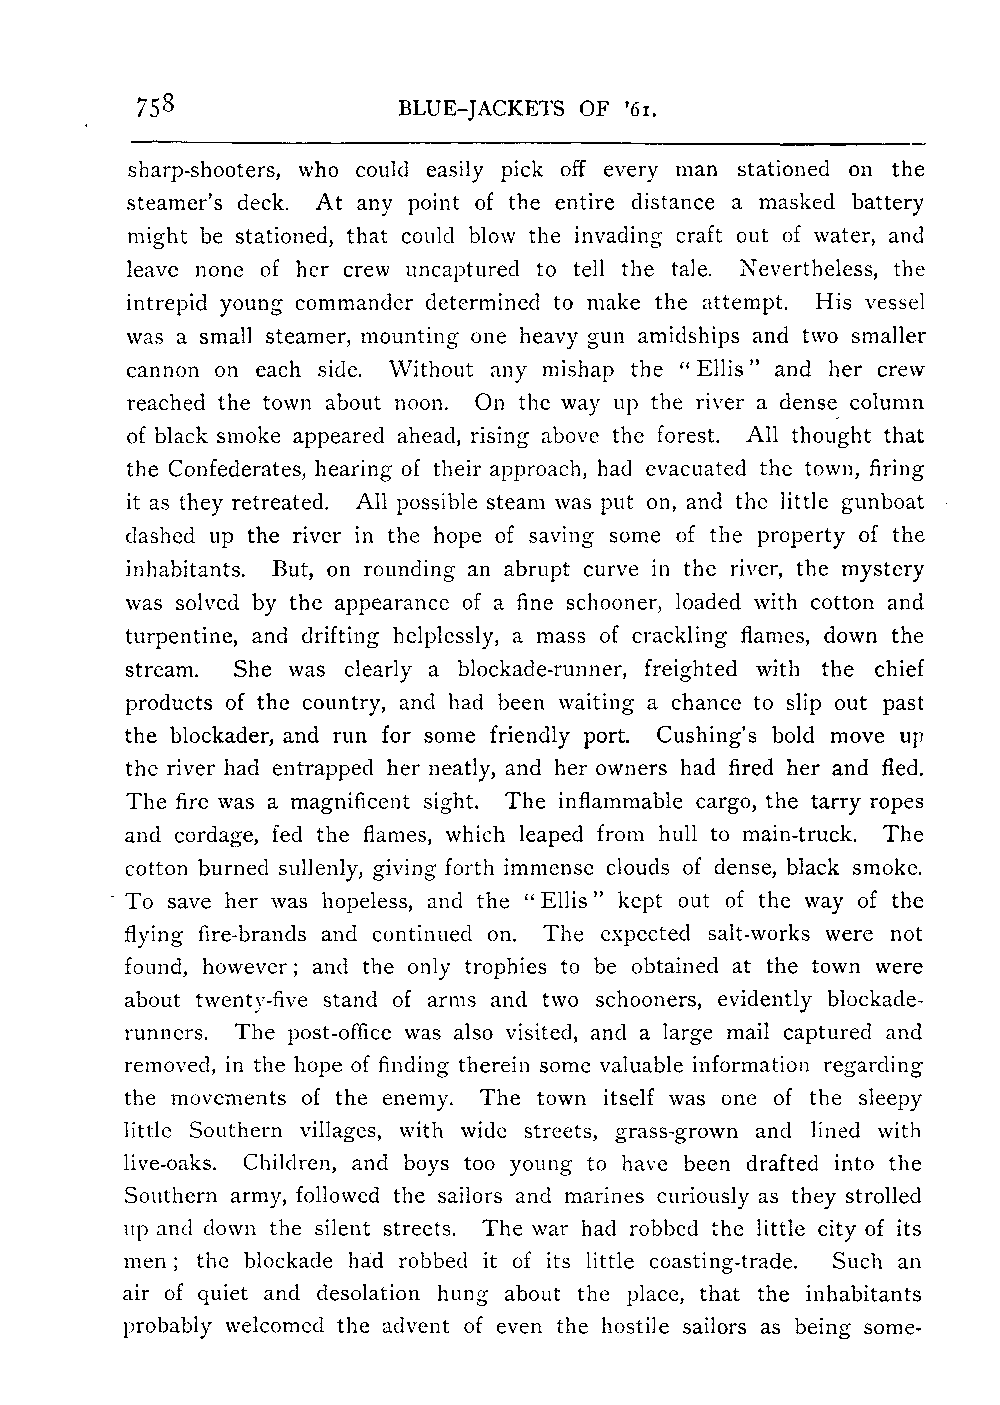 758 BLUE-JACKETS OF '61.
sharp-shooters, who could easily pick off every man stationed on the
steamer's deck. At any point of the entire distance a masked battery
might be stationed, that could blow the invading craft out of water, and
leave none of her crew uncaptured to tell the tale. Nevertheless, the
intrepid young commander determined to make the attempt. His vessel
was a small steamer, mounting one heavy gun amidships and two smaller
cannon on each side. Without any mishap the "Ellis" and her crew
reached the town about noon. On the way up the river a dense column
of black smoke appeared ahead, rising above the forest. All thought that
the Confederates, hearing of their approach, had evacuated the town, firing
it as they retreated. All possible steam was put on, and the little gunboat
dashed up the river in the hope of saving some of the property of the
inhabitants. But, on rounding an abrupt curve in the river, the mystery
was solved by the appearance of a fine schooner, loaded with cotton and
turpentine, and drifting helplessly, a mass of crackling flames, down the
stream. She was clearly a blockade-runner, freighted with the chief
products of the country, and had been waiting a chance to slip out past
the blockader, and run for some friendly port. Cushing's bold move up
the river had entrapped her neatly, and her owners had fired her and fled.
The fire was a magnificent sight. The inflammable cargo, the tarry ropes
and cordage, fed the flames, which leaped from hull to main-truck. The
cotton burned sullenly, giving forth immense clouds of dense, black smoke.
To save her was hopeless, and the "Ellis" kept out of the way of the
flying fire-brands and continued on. The expected salt-works were not
found, however; and the only trophies to be obtained at the town were
about twenty-five stand of arms and two schooners, evidently blockade-
runners. The post-office was also visited, and a large mail captured and
removed, in the hope of finding therein some valuable information regarding
the movements of the enemy. The town itself was one of the sleepy
little Southern villages, with wide streets, grass-grown and lined with
live-oaks. Children, and boys too young to have been drafted into the
Southern army, followed the sailors and marines curiously as they strolled
up and down the silent streets. The war had robbed the little city of its
men; the blockade had robbed it of its little coasting-trade. Such an
air of quiet and desolation hung about the place, that the inhabitants
probably welcomed the advent of even the hostile sailors as being some-